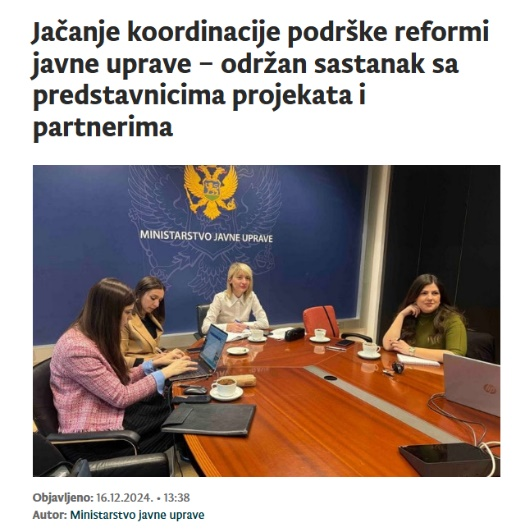 Jačanje koordinacije podrške reformi
javne uprave – održan sastanak sa
predstavnicima projekata i
partnerima
MINISTARSTVO JAVNE UPRAVE
Objavljeno: 16.12.2024. • 13:38
Autor: Ministarstvo javne uprave